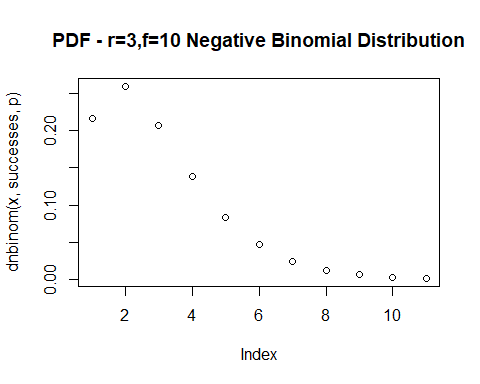 PDF - r=3,f=10 Negative Binomial Distribution
dnbinom(x, successes, p)
0.20
0.10
0.00
2 4 6 8 10
Index